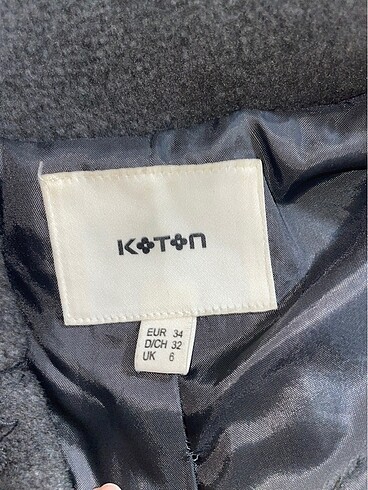 KOTON
EUR 34
D/CH 32
UK 6